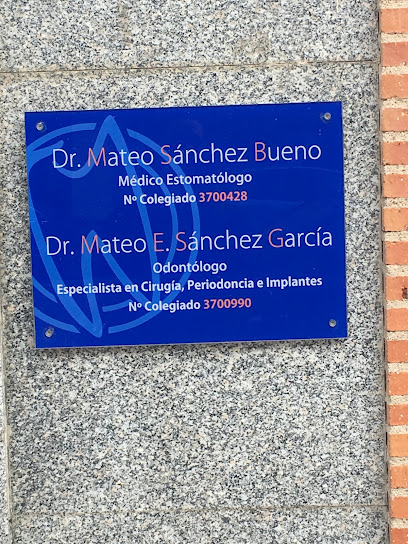 Dr. Mateo Sánchez Bueno
Médico Estomatólogo
Nº Colegiado 3700428
Dr. Mateo E. Sánchez García
Odontólogo
Especialista en Cirugía, Periodoncia e Implantes
Nº Colegiado 3700990